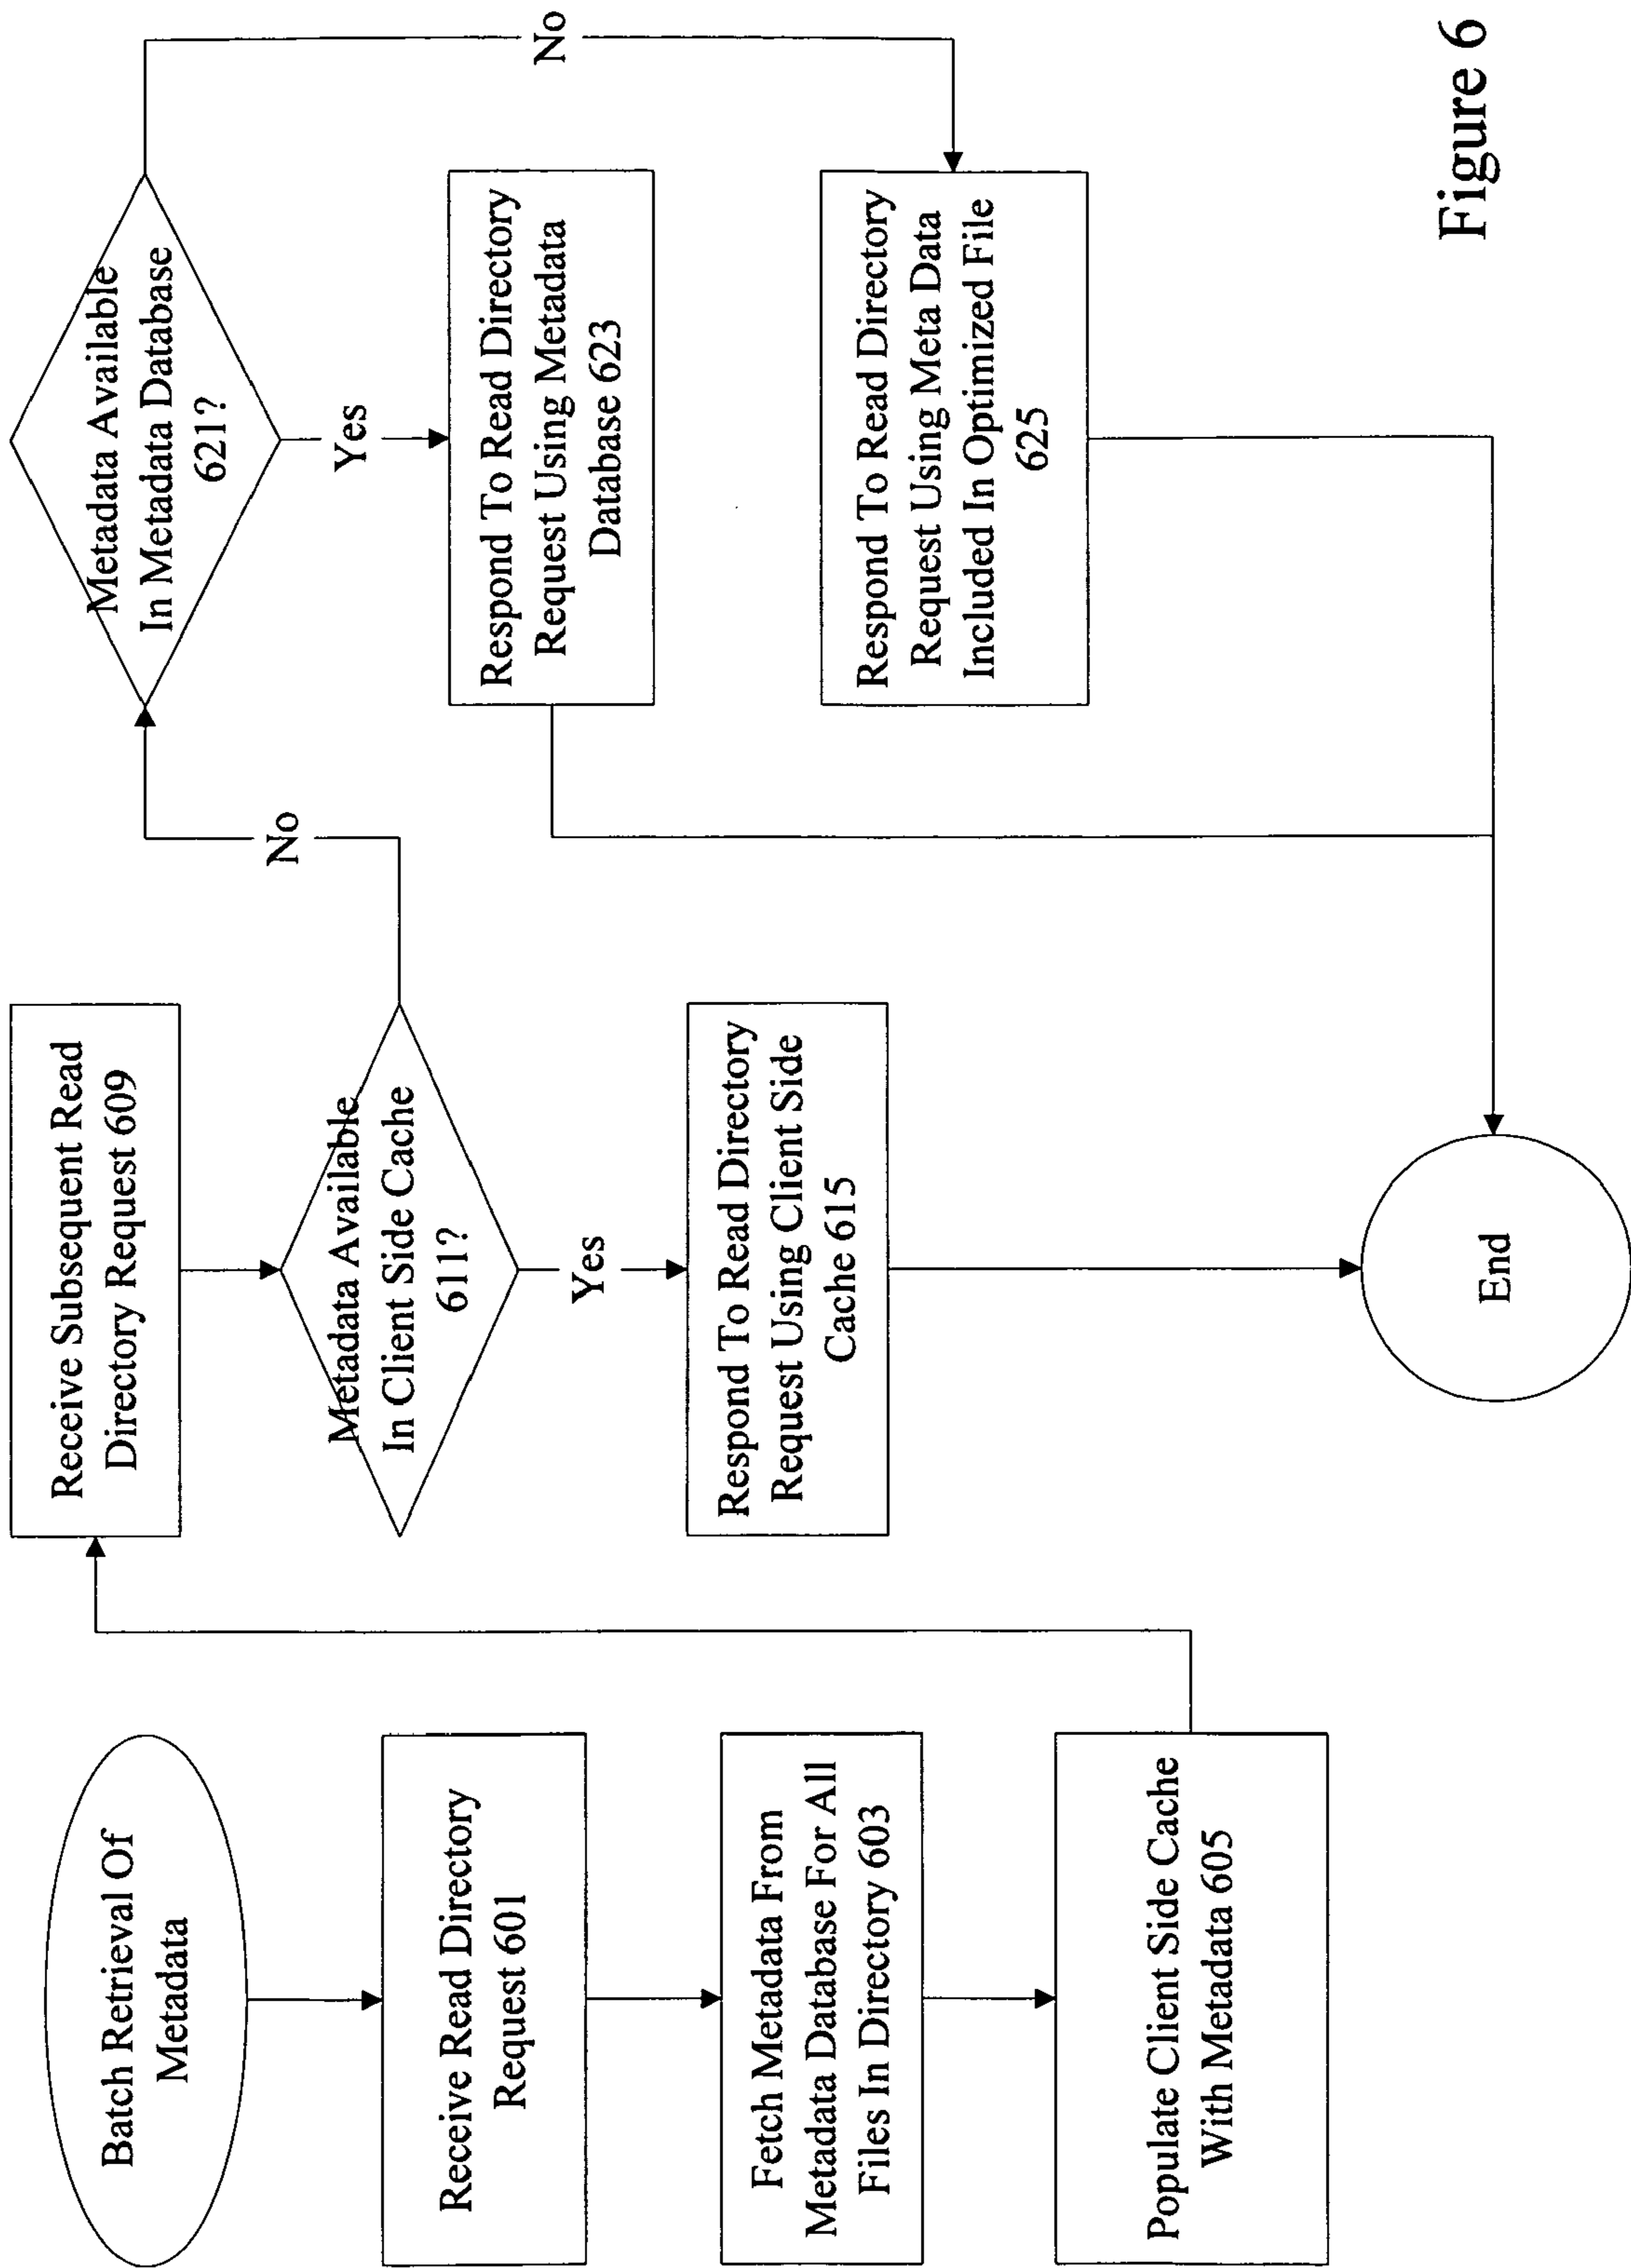 Batch Retrieval Of
Metadata
Receive Read Directory
Request 601
Fetch Metadata From
Metadata Database For All
Files In Directory 603
Populate Client Side Cache
With Metadata 605
Receive Subsequent Read
Directory Request 609
Metadata Available
In Client Side Cache
611?
No
Yes
Respond To Read Directory
Request Using Client Side
Cache 615
End
Metadata Available
In Metadata Database
621?
No
Yes
Respond To Read Directory
Request Using Metadata
Database 623
Respond To Read Directory
Request Using Meta Data
Included In Optimized File
625
Figure 6